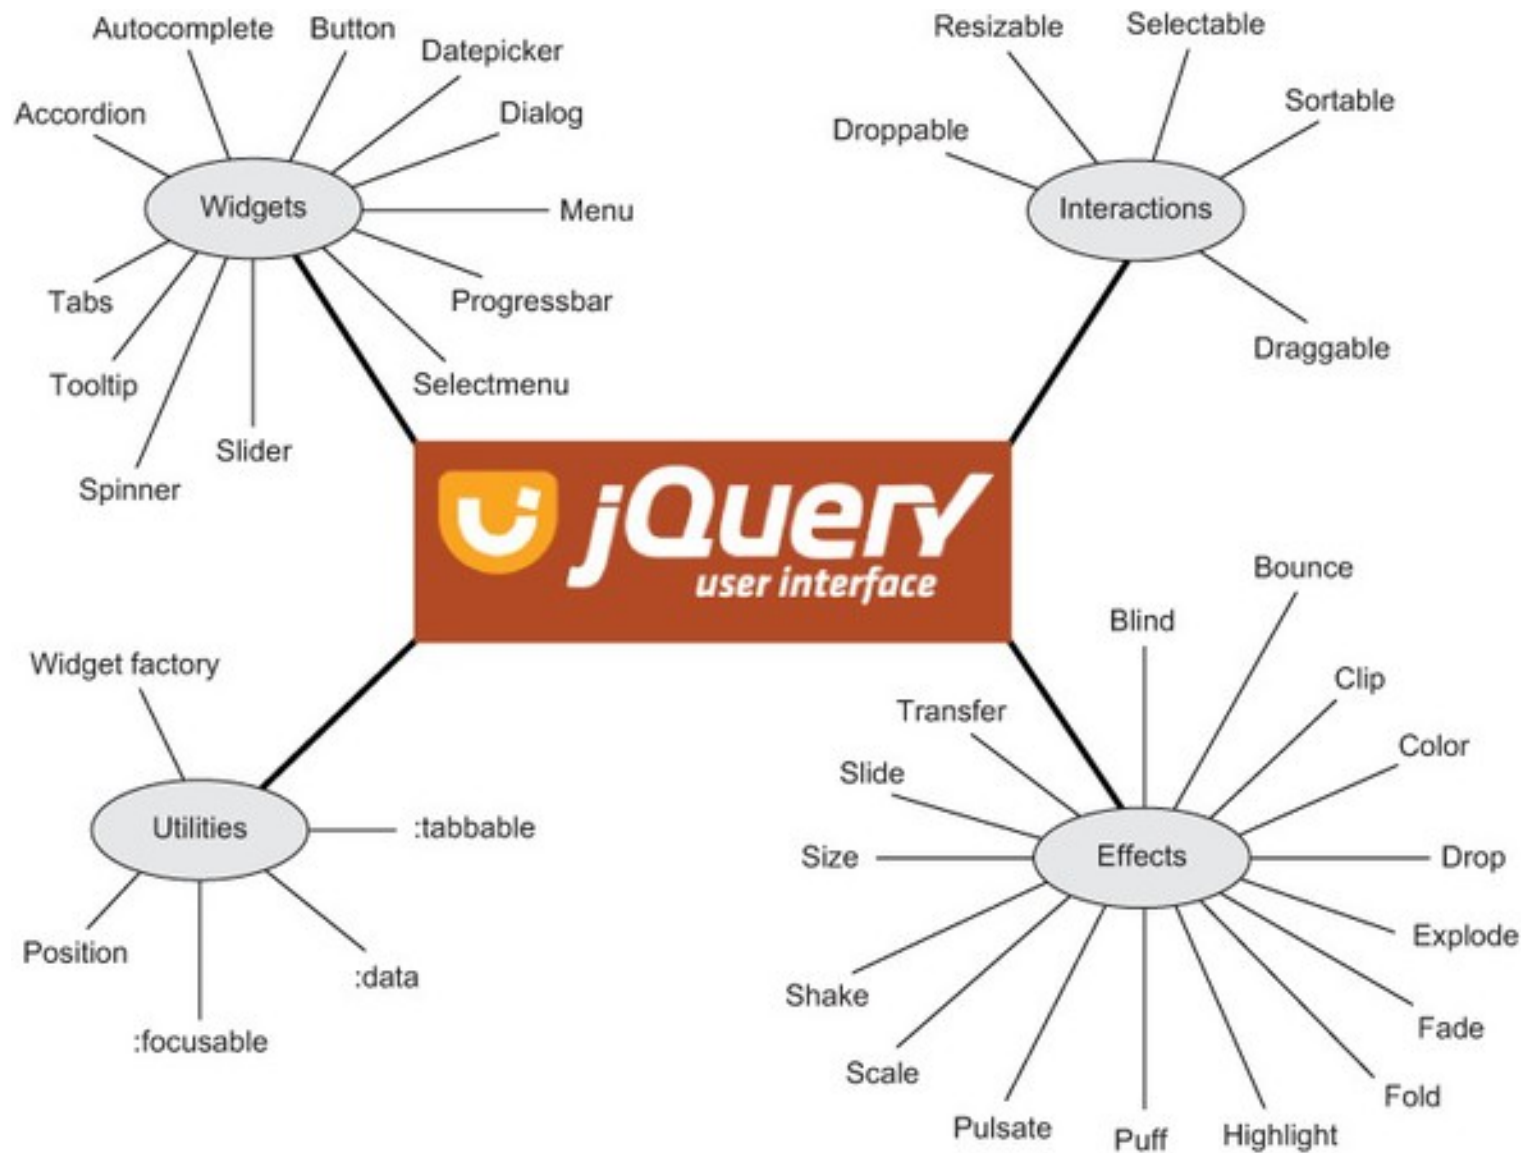 Autocomplete
Button
Datepicker
Accordion
Dialog
Widgets
Menu
Tabs
Progressbar
Tooltip
Selectmenu
Slider
Spinner
Resizable
Selectable
Sortable
Droppable
Interactions
Draggable
jQuery
user interface
Widget factory
Utilities
:tabbable
Position
:data
:focusable
Bounce
Blind
Clip
Transfer
Color
Slide
Size
Effects
Drop
Explode
Shake
Fade
Scale
Fold
Pulsate
Puff
Highlight